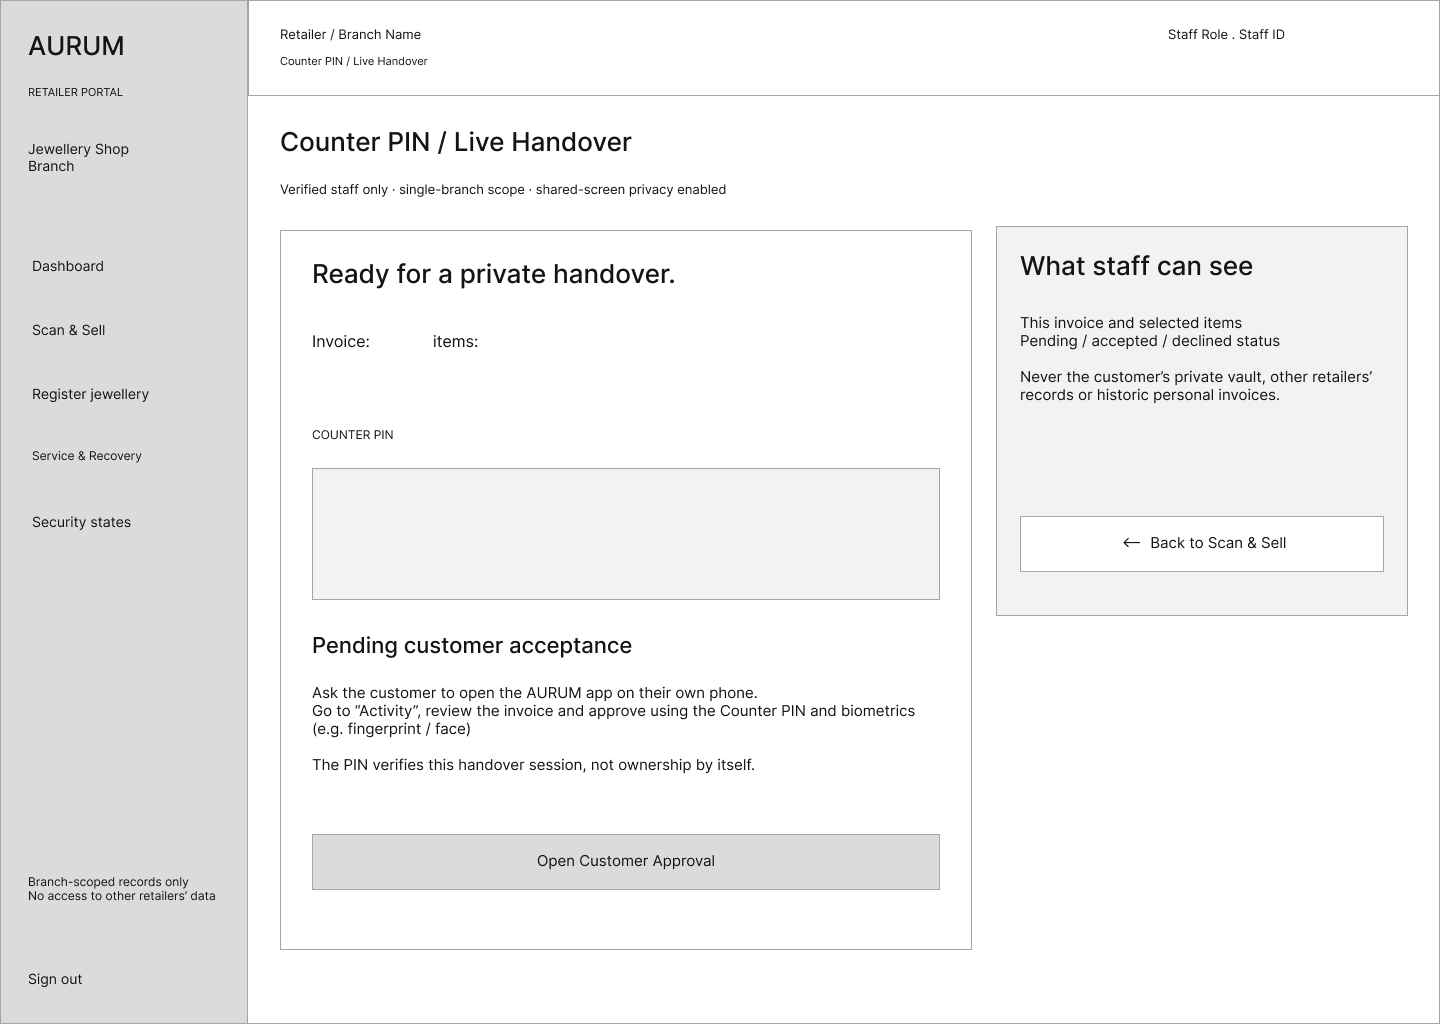 AURUM
RETAILER PORTAL
Jewellery Shop
Branch
Dashboard
Scan & Sell
Register jewellery
Service & Recovery
Security states
Branch-scoped records only
No access to other retailers’ data
Sign out
Retailer / Branch Name
Staff Role . Staff ID
Counter PIN / Live Handover
Counter PIN / Live Handover
Verified staff only · single-branch scope · shared-screen privacy enabled
Ready for a private handover.
Invoice: items:
COUNTER PIN
Pending customer acceptance
Ask the customer to open the AURUM app on their own phone.
Go to “Activity”, review the invoice and approve using the Counter PIN and biometrics
(e.g. fingerprint / face)
The PIN verifies this handover session, not ownership by itself.
Open Customer Approval
What staff can see
This invoice and selected items
Pending / accepted / declined status
Never the customer’s private vault, other retailers’
records or historic personal invoices.
← Back to Scan & Sell